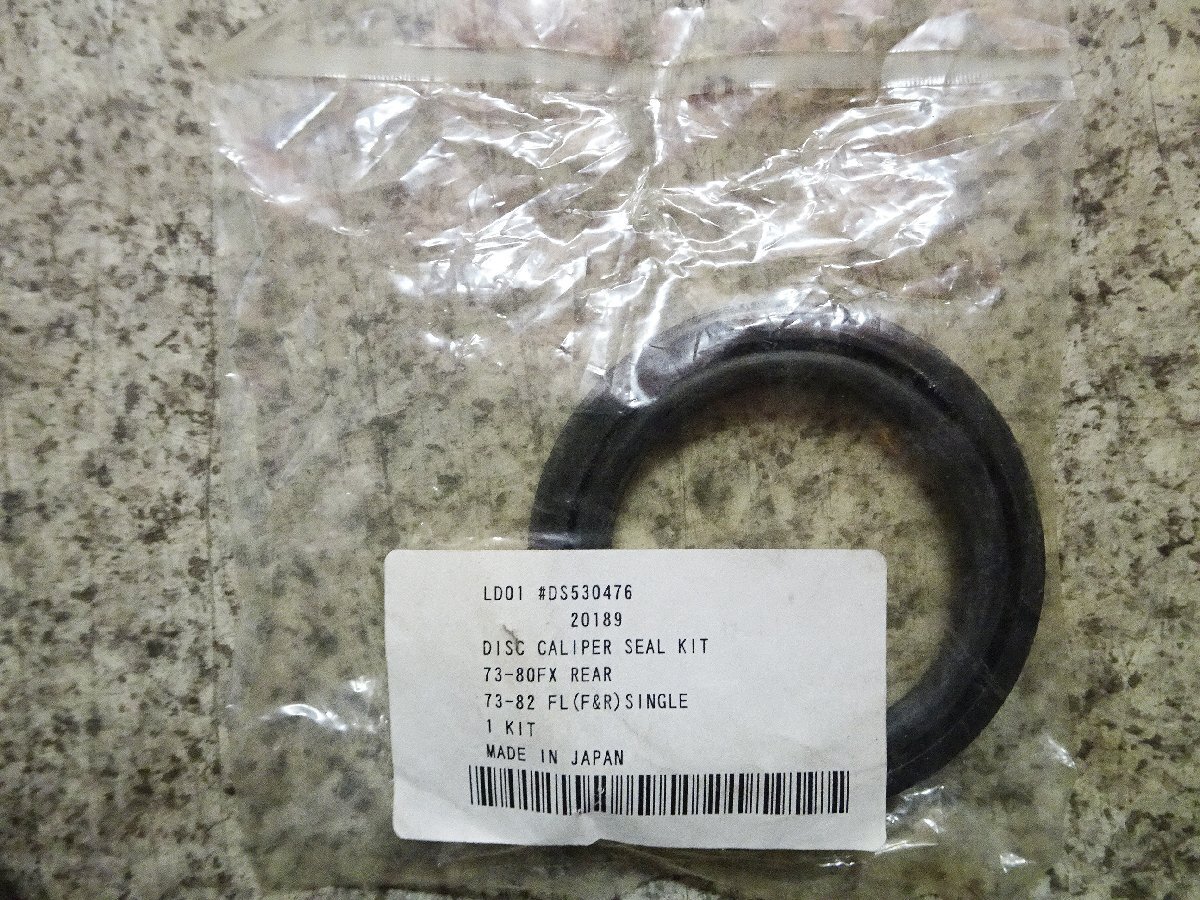 LD01 #DS530476
20189
DISC CALIPER SEAL KIT
73-80FX REAR
73-82 FL(F&R)SINGLE
1 KIT
MADE IN JAPAN